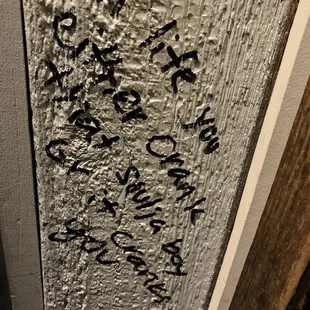 life you
either crank
that Soulja boy
or it cranks
you